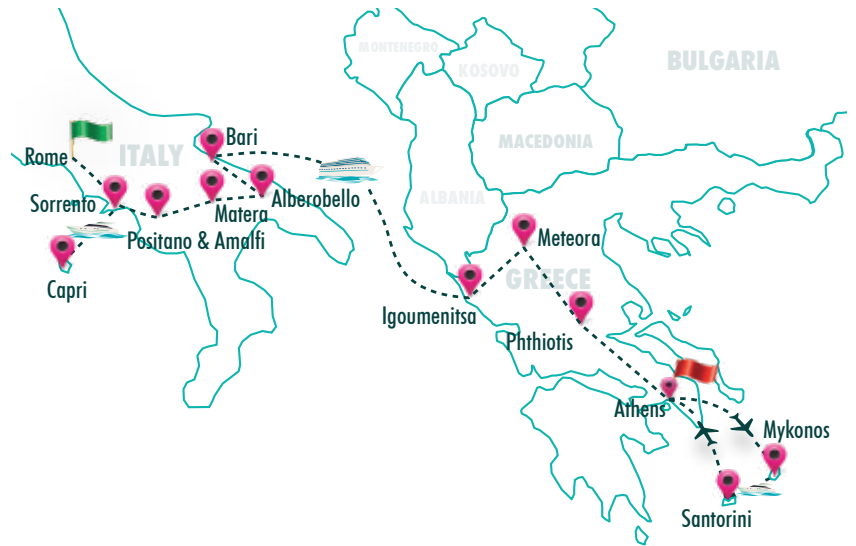 MONTENEGRO
KOSOVO
BULGARIA
MACEDONIA
ALBANIA
ITALY
GREECE
Rome
Bari
Sorrento
Matera
Alberobello
Positano & Amalfi
Capri
Meteora
Igoumenitsa
Phthiotis
Athens
Mykonos
Santorini